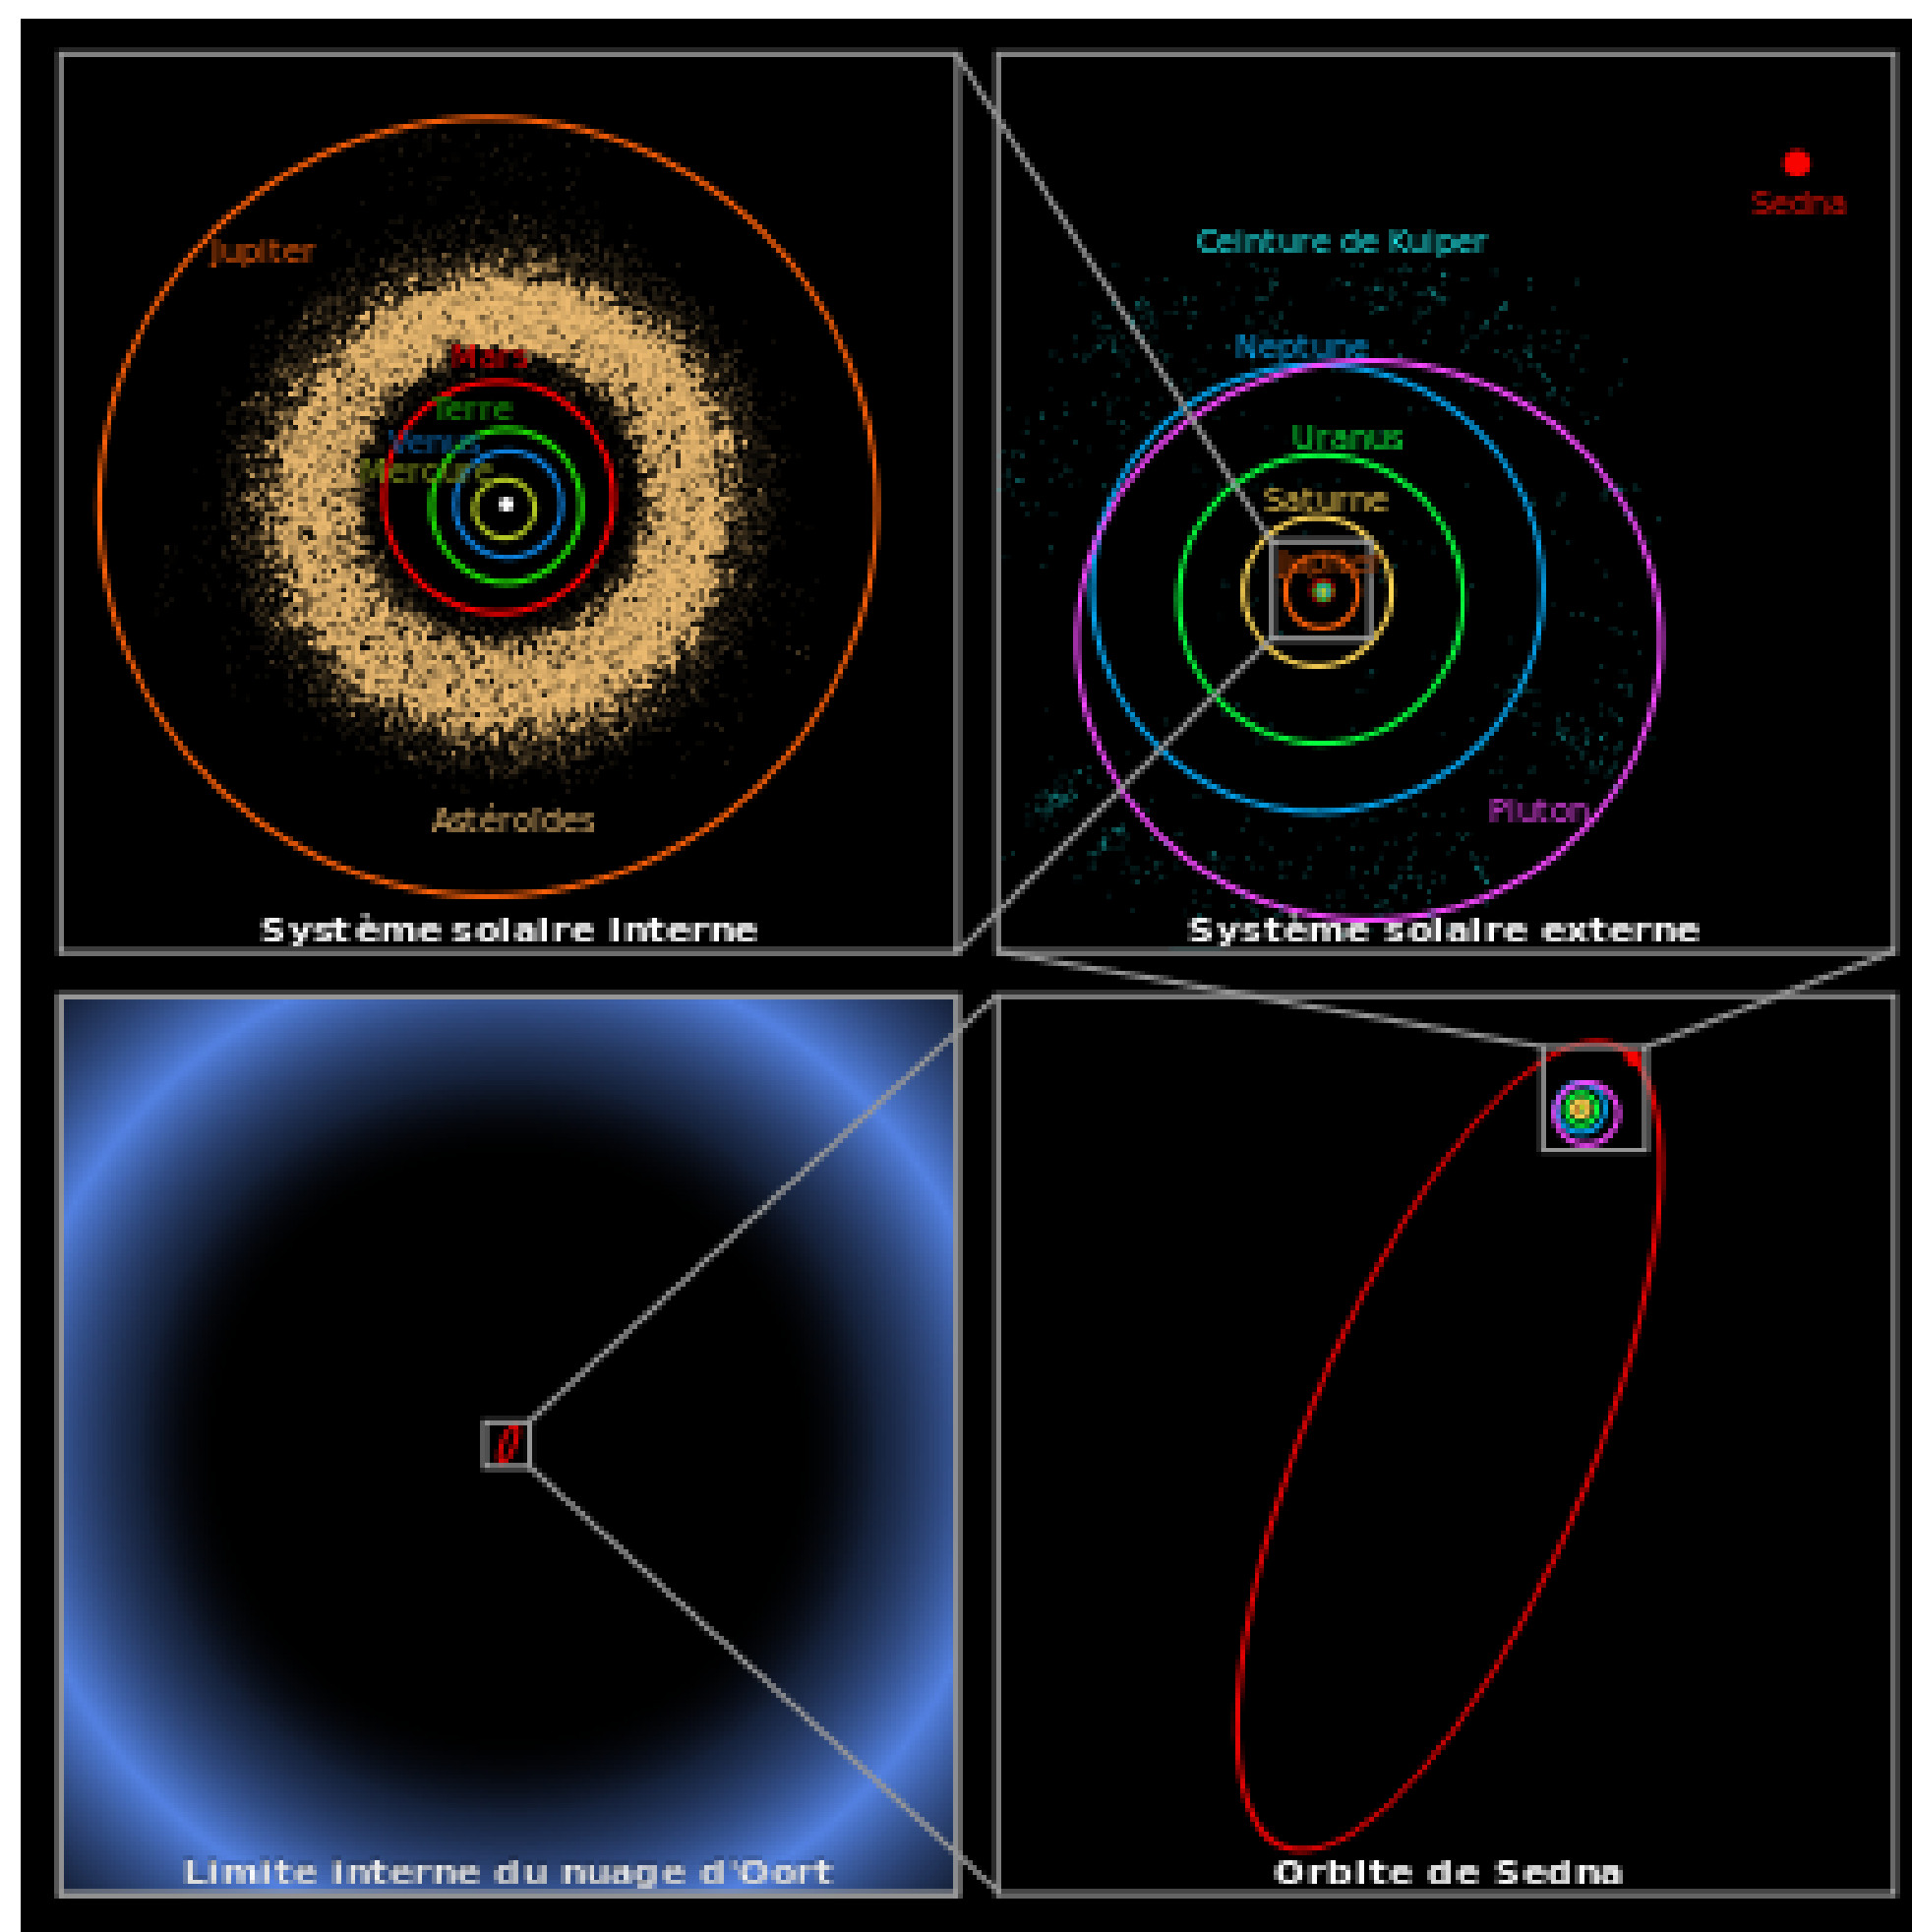 Jupiter
Mars
Terre
Vénus
Mercure
Astéroïdes
Système solaire interne
Sedna
Ceinture de Kuiper
Neptune
Uranus
Saturne
Jupiter
Pluton
Système solaire externe
Limite interne du nuage d'Oort
Orbite de Sedna